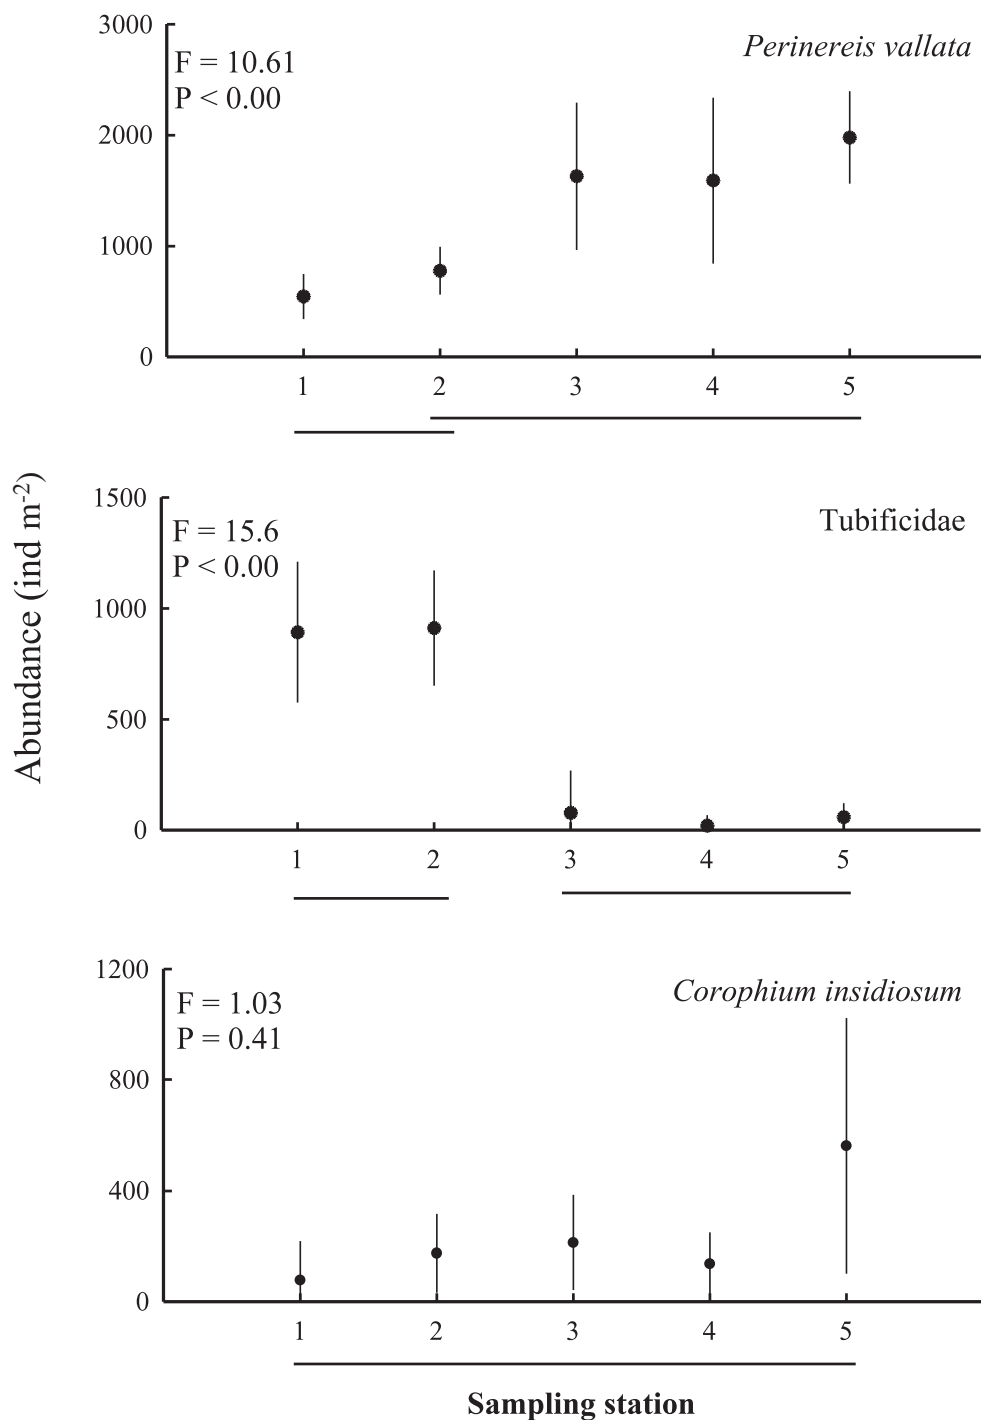 Abundance (ind m-2)
3000
2000
1000
0
F = 10.61
P < 0.00
Perinereis vallata
1 2 3 4 5
1500
1000
500
0
F = 15.6
P < 0.00
Tubificidae
1 2 3 4 5
1200
800
400
0
F = 1.03
P = 0.41
Corophium insidiosum
1 2 3 4 5
Sampling station